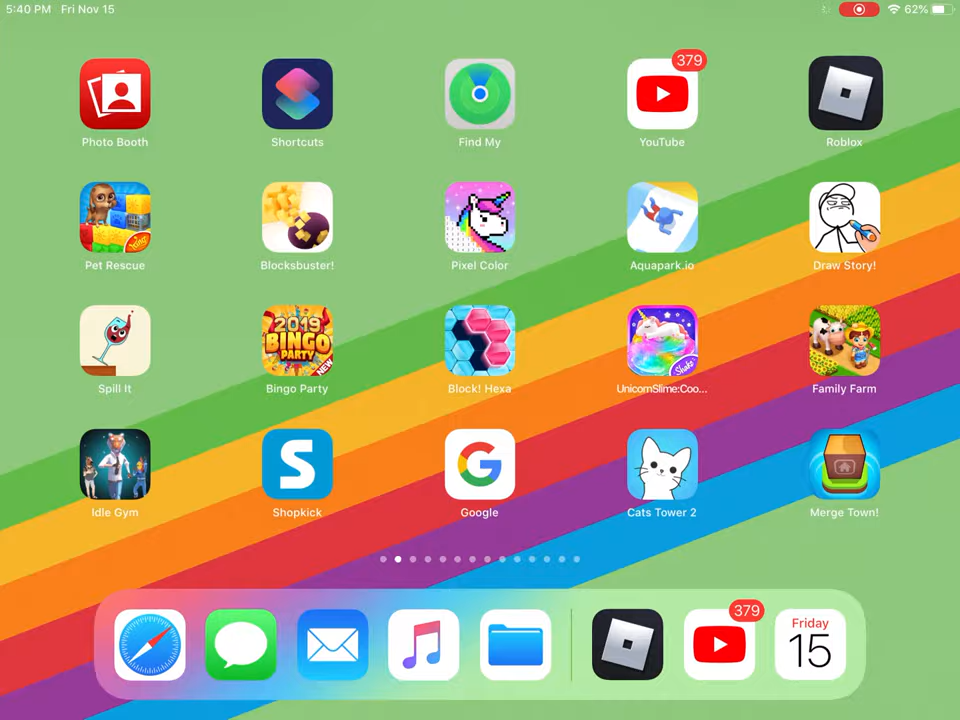 5:40 PM Fri Nov 15 62%
379
Photo Booth Shortcuts Find My YouTube Roblox
King
Pet Rescue Blocksbuster! Pixel Color Aquapark.io Draw Story!
2019
BINGO
PARTY
NEW
Shake
Spill It Bingo Party Block! Hexa UnicornSlime:Coo... Family Farm
S G
Idle Gym Shopkick Google Cats Tower 2 Merge Town!
379
Friday
15